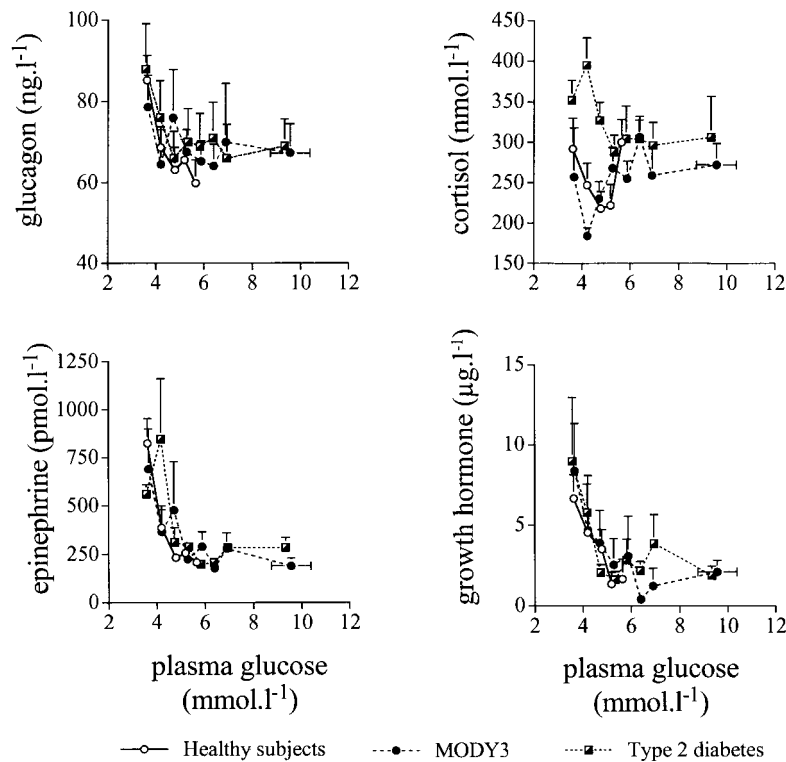 glucagon (ng.l⁻¹)
100
80
60
40
2 4 6 8 10 12
cortisol (nmol.l⁻¹)
450
400
350
300
250
200
150
2 4 6 8 10 12
epinephrine (pmol.l⁻¹)
1250
1000
750
500
250
0
2 4 6 8 10 12
plasma glucose
(mmol.l⁻¹)
growth hormone (µg.l⁻¹)
15
10
5
0
2 4 6 8 10 12
plasma glucose
(mmol.l⁻¹)
Healthy subjects MODY3 Type 2 diabetes